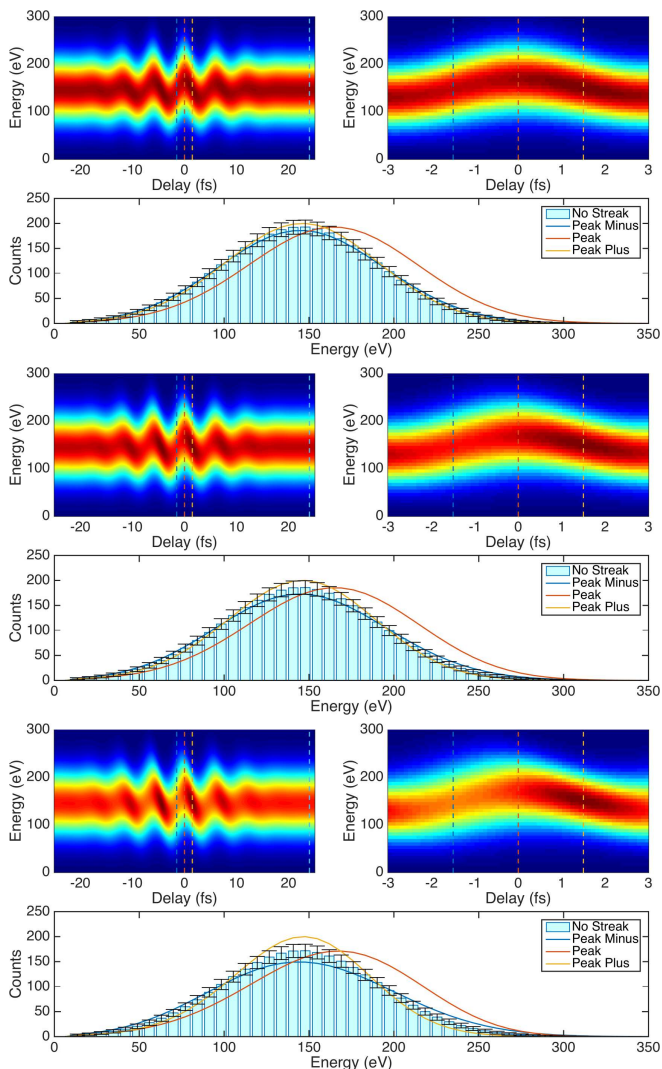 300
200
100
0
Energy (eV)
-20 -10 0 10 20
Delay (fs)
300
200
100
0
Energy (eV)
-3 -2 -1 0 1 2 3
Delay (fs)
250
200
150
100
50
0
Counts
No Streak
Peak Minus
Peak
Peak Plus
0 50 100 150 200 250 300 350
Energy (eV)
300
200
100
0
Energy (eV)
-20 -10 0 10 20
Delay (fs)
300
200
100
0
Energy (eV)
-3 -2 -1 0 1 2 3
Delay (fs)
250
200
150
100
50
0
Counts
No Streak
Peak Minus
Peak
Peak Plus
0 50 100 150 200 250 300 350
Energy (eV)
300
200
100
0
Energy (eV)
-20 -10 0 10 20
Delay (fs)
300
200
100
0
Energy (eV)
-3 -2 -1 0 1 2 3
Delay (fs)
250
200
150
100
50
0
Counts
No Streak
Peak Minus
Peak
Peak Plus
0 50 100 150 200 250 300 350
Energy (eV)